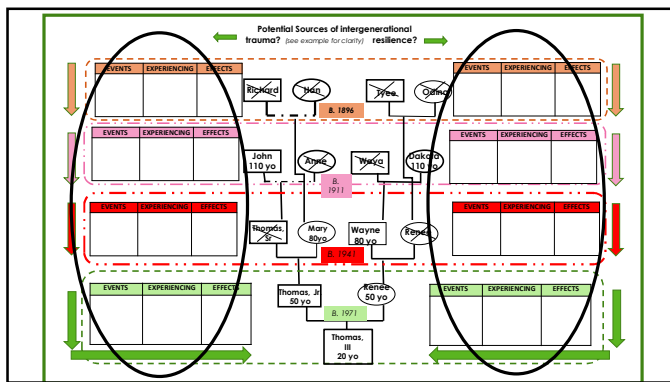 Potential Sources of intergenerational
trauma? (see example for clarity) resilience?
EVENTS EXPERIENCING EFFECTS
Richard
Tyee
Odina
EVENTS EXPERIENCING EFFECTS
B. 1896
EVENTS EXPERIENCING EFFECTS
John
110 yo
Anne
Waya
Dakota
110 yo
EVENTS EXPERIENCING EFFECTS
B.
1911
EVENTS EXPERIENCING EFFECTS
Thomas,
Sr
Mary
80yo
Wayne
80 yo
Renee
EVENTS EXPERIENCING EFFECTS
B. 1941
EVENTS EXPERIENCING EFFECTS
Thomas, Jr
50 yo
Renee
50 yo
EVENTS EXPERIENCING EFFECTS
B. 1971
Thomas,
III
20 yo